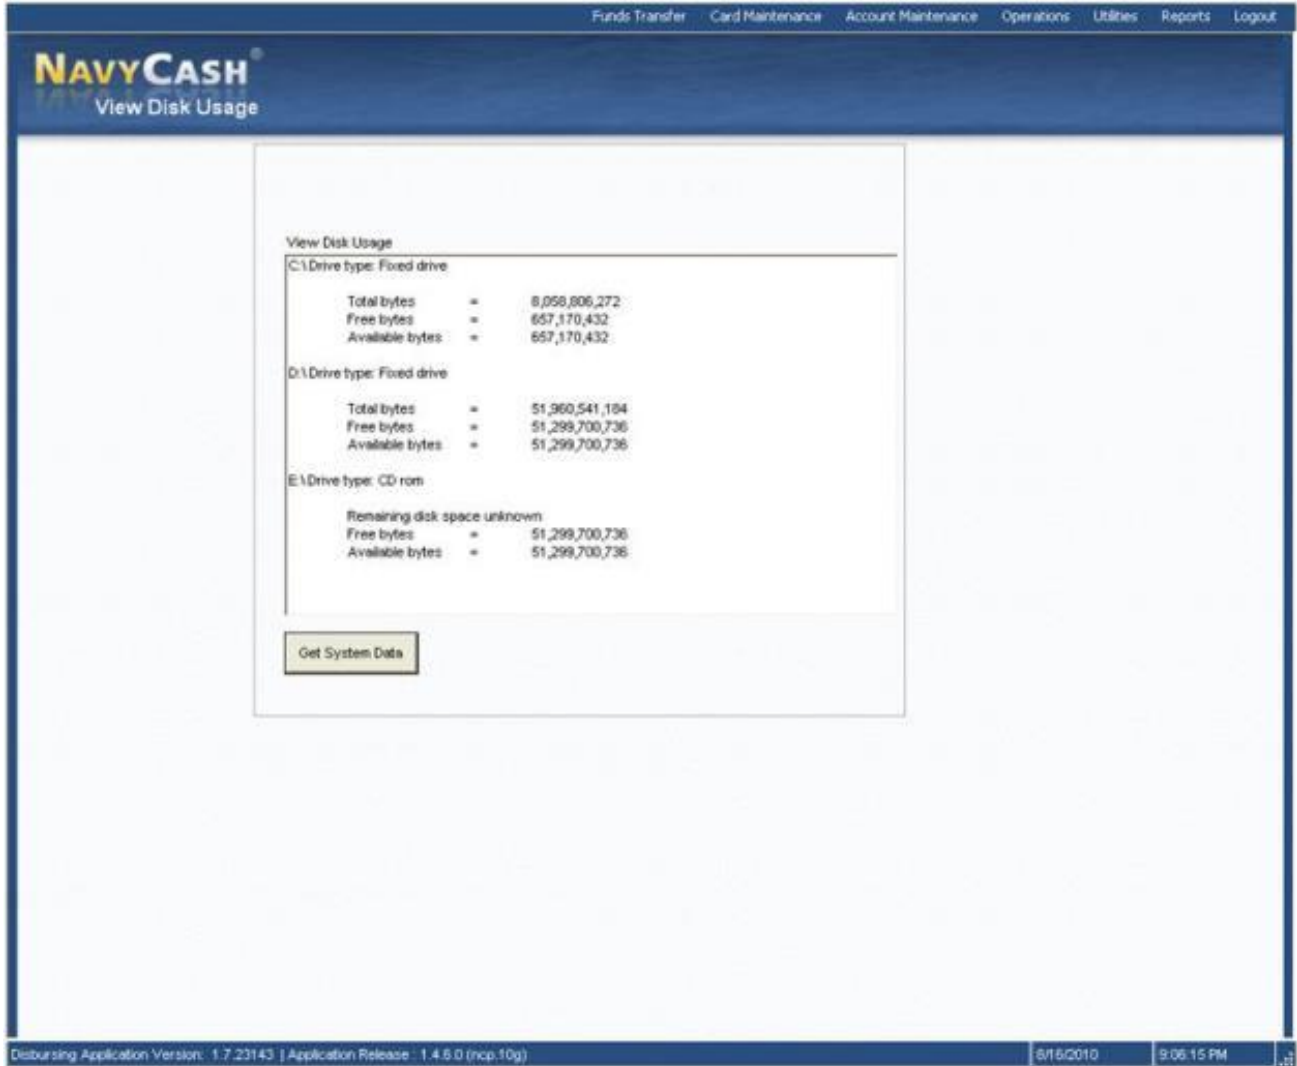 Funds Transfer Card Maintenance Account Maintenance Operations Utilities Reports Logout
NAVYCASH®
View Disk Usage
View Disk Usage
C:\ Drive type: Fixed drive
Total bytes = 8,058,806,272
Free bytes = 657,170,432
Available bytes = 657,170,432
D:\ Drive type: Fixed drive
Total bytes = 51,960,541,184
Free bytes = 51,299,700,736
Available bytes = 51,299,700,736
E:\ Drive type: CD rom
Remaining disk space unknown
Free bytes = 51,299,700,736
Available bytes = 51,299,700,736
Get System Data
Disbursing Application Version: 1.7.23143 | Application Release : 1.4.6.0 (ncp.10g) 8/16/2010 9:06:15 PM